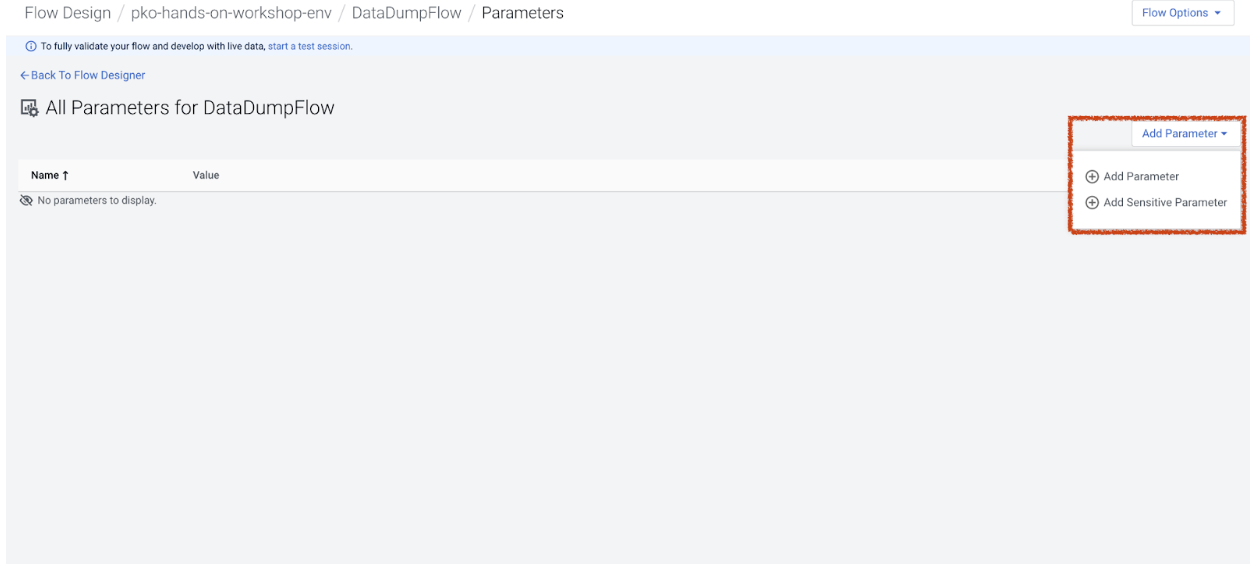 Flow Design / pko-hands-on-workshop-env / DataDumpFlow / Parameters
Flow Options
To fully validate your flow and develop with live data, start a test session.
←Back To Flow Designer
All Parameters for DataDumpFlow
Add Parameter
Name ↑ Value
Add Parameter
No parameters to display.
Add Sensitive Parameter